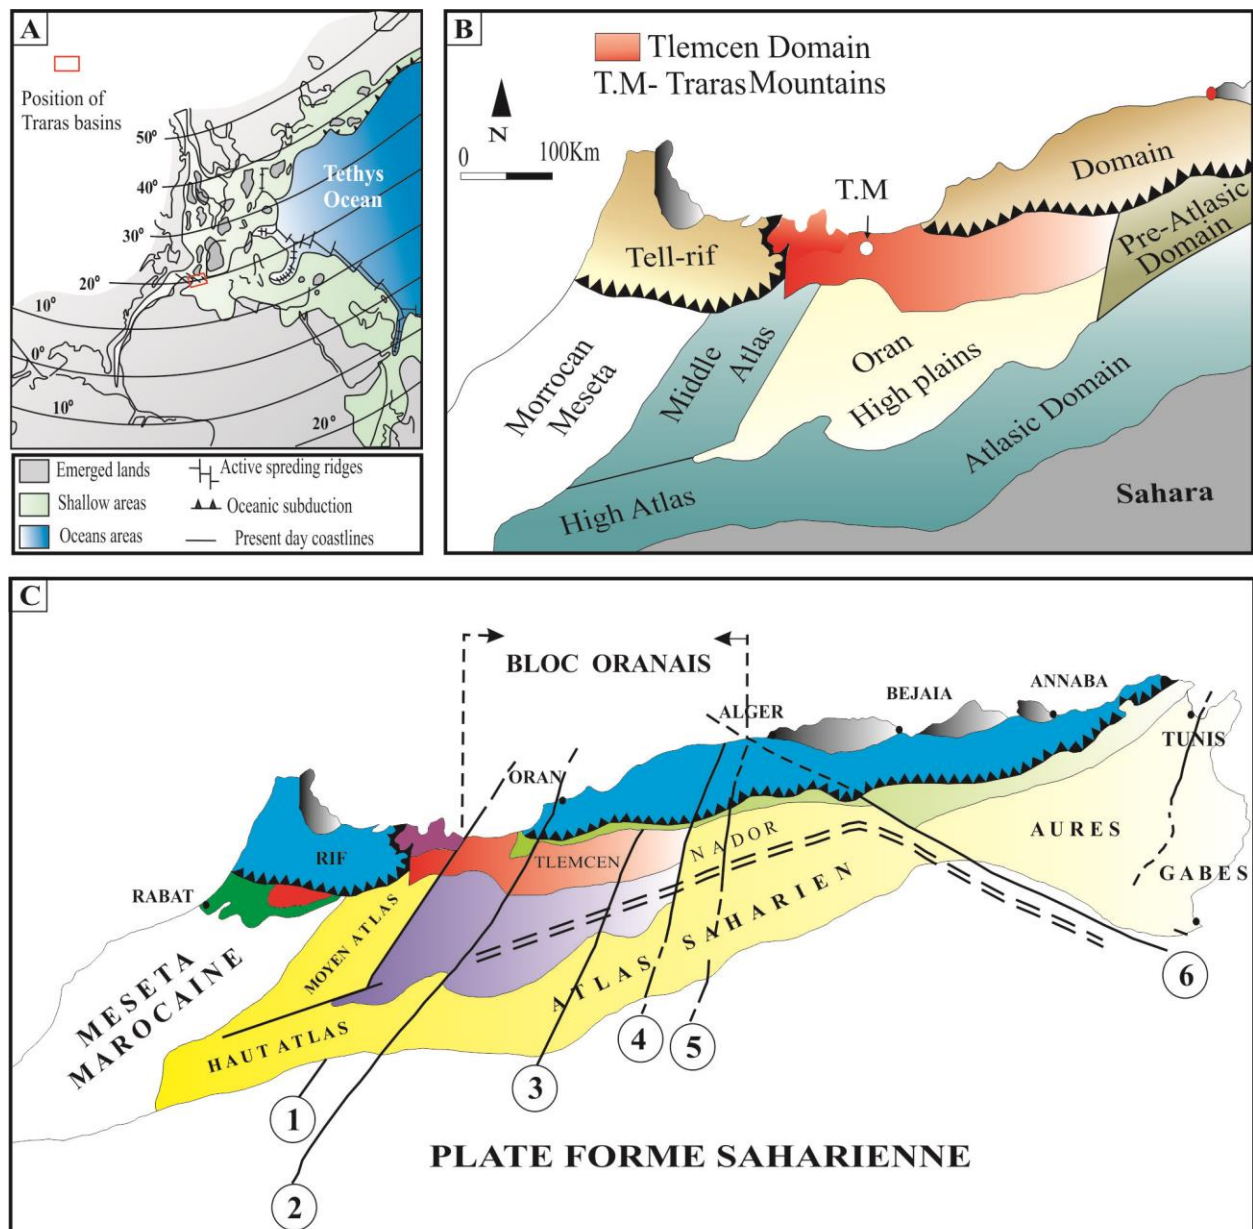 A
Position of
Traras basins
50°
40°
30°
20°
10°
0°
10°
20°
Tethys
Ocean
Emerged lands
Active spreding ridges
Shallow areas
Oceanic subduction
Oceans areas
Present day coastlines
B
Tlemcen Domain
T.M- Traras Mountains
N
0 100Km
T.M
Domain
Tell-rif
Pre-Atlasic
Domain
Morrocan
Meseta
Middle
Atlas
Oran
High plains
Atlasic Domain
High Atlas
Sahara
C
BLOC ORANAIS
ALGER
BEJAIA
ANNABA
TUNIS
ORAN
RIF
TLEMCEN
NADOR
AURES
GABES
RABAT
MOYEN ATLAS
MESETA
MAROCAINE
HAUT ATLAS
ATLAS SAHARIEN
1
2
3
4
5
6
PLATE FORME SAHARIENNE